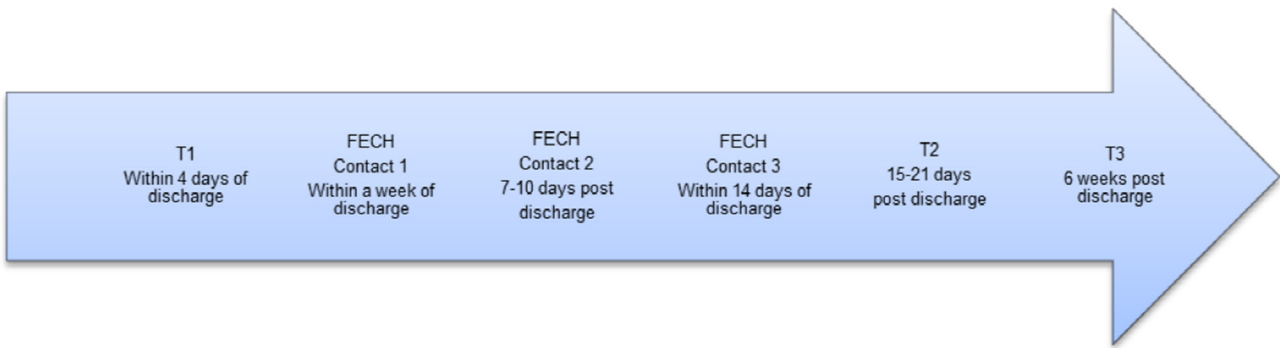 T1
Within 4 days of
discharge
FECH
Contact 1
Within a week of
discharge
FECH
Contact 2
7-10 days post
discharge
FECH
Contact 3
Within 14 days of
discharge
T2
15-21 days
post discharge
T3
6 weeks post
discharge